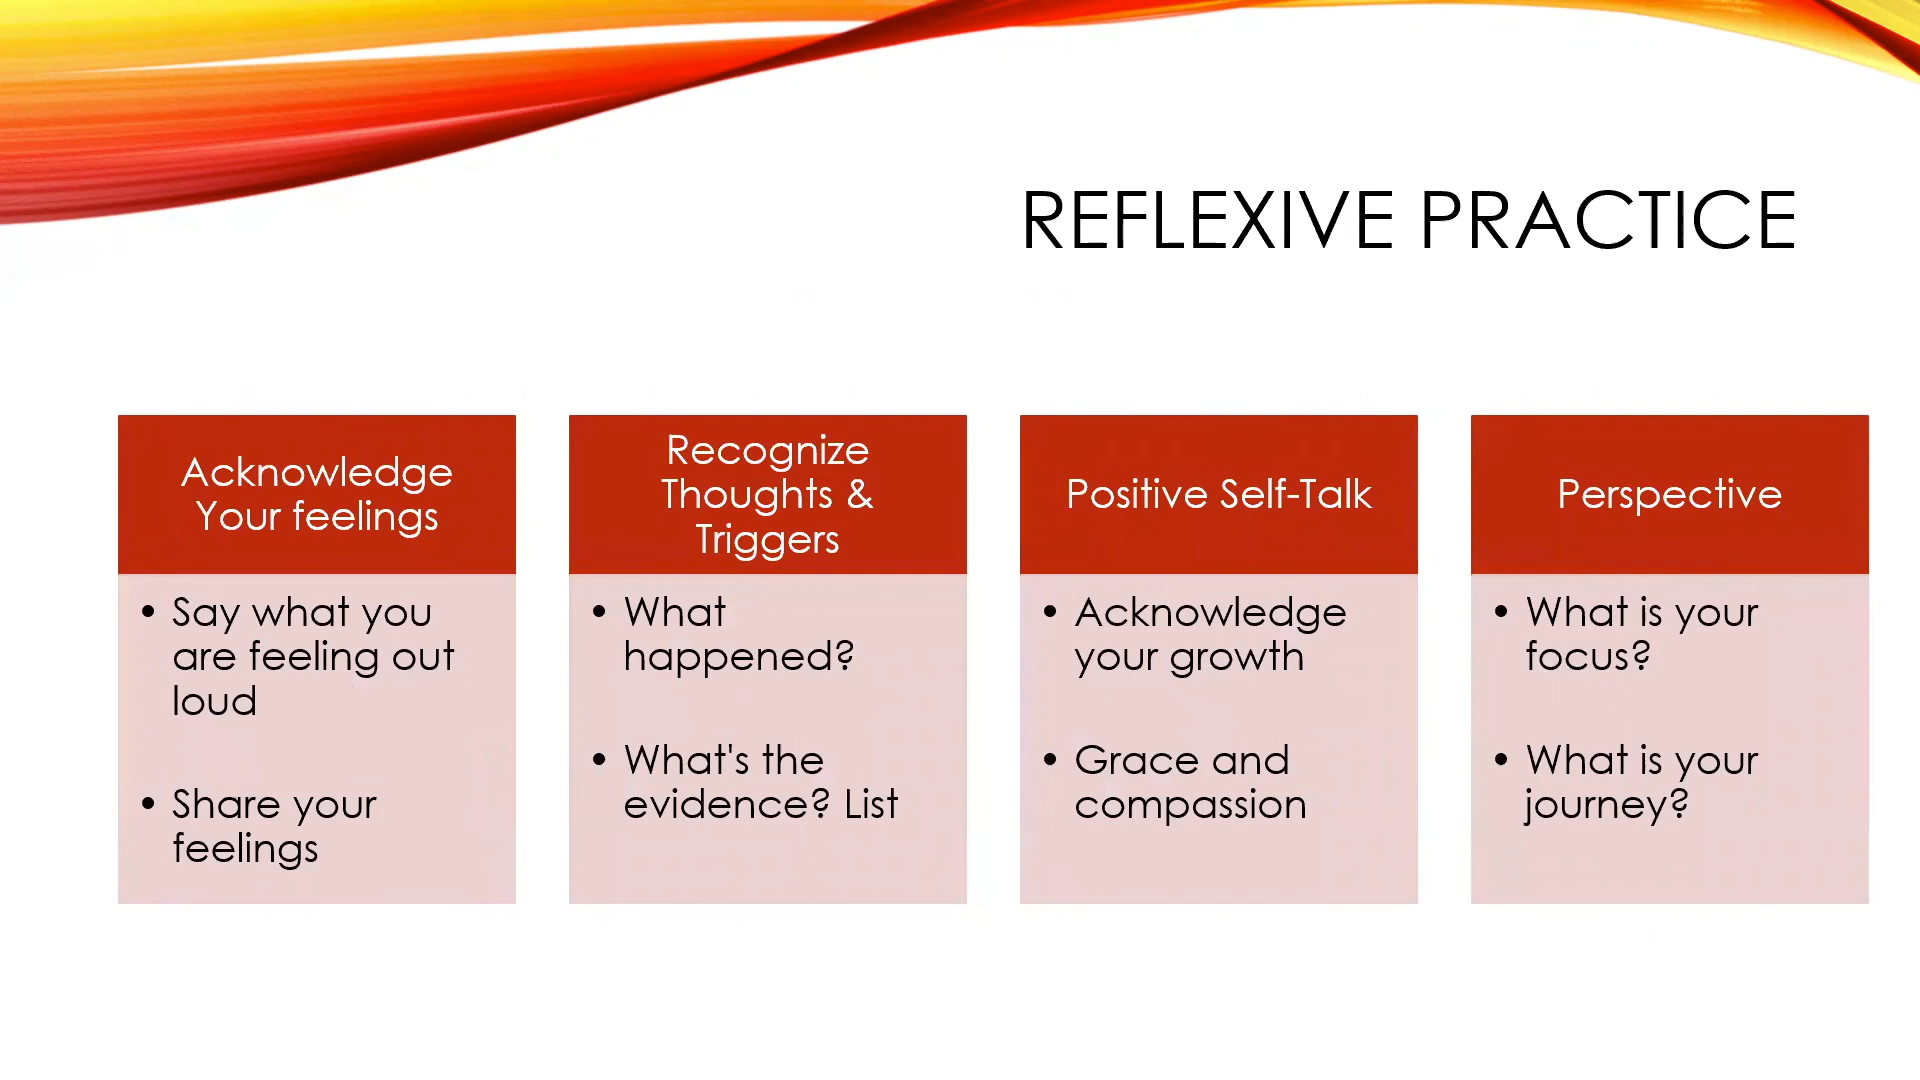 REFLEXIVE PRACTICE
Acknowledge
Your feelings
• Say what you
are feeling out
loud
• Share your
feelings
Recognize
Thoughts &
Triggers
• What
happened?
• What's the
evidence? List
Positive Self-Talk
• Acknowledge
your growth
• Grace and
compassion
Perspective
• What is your
focus?
• What is your
journey?